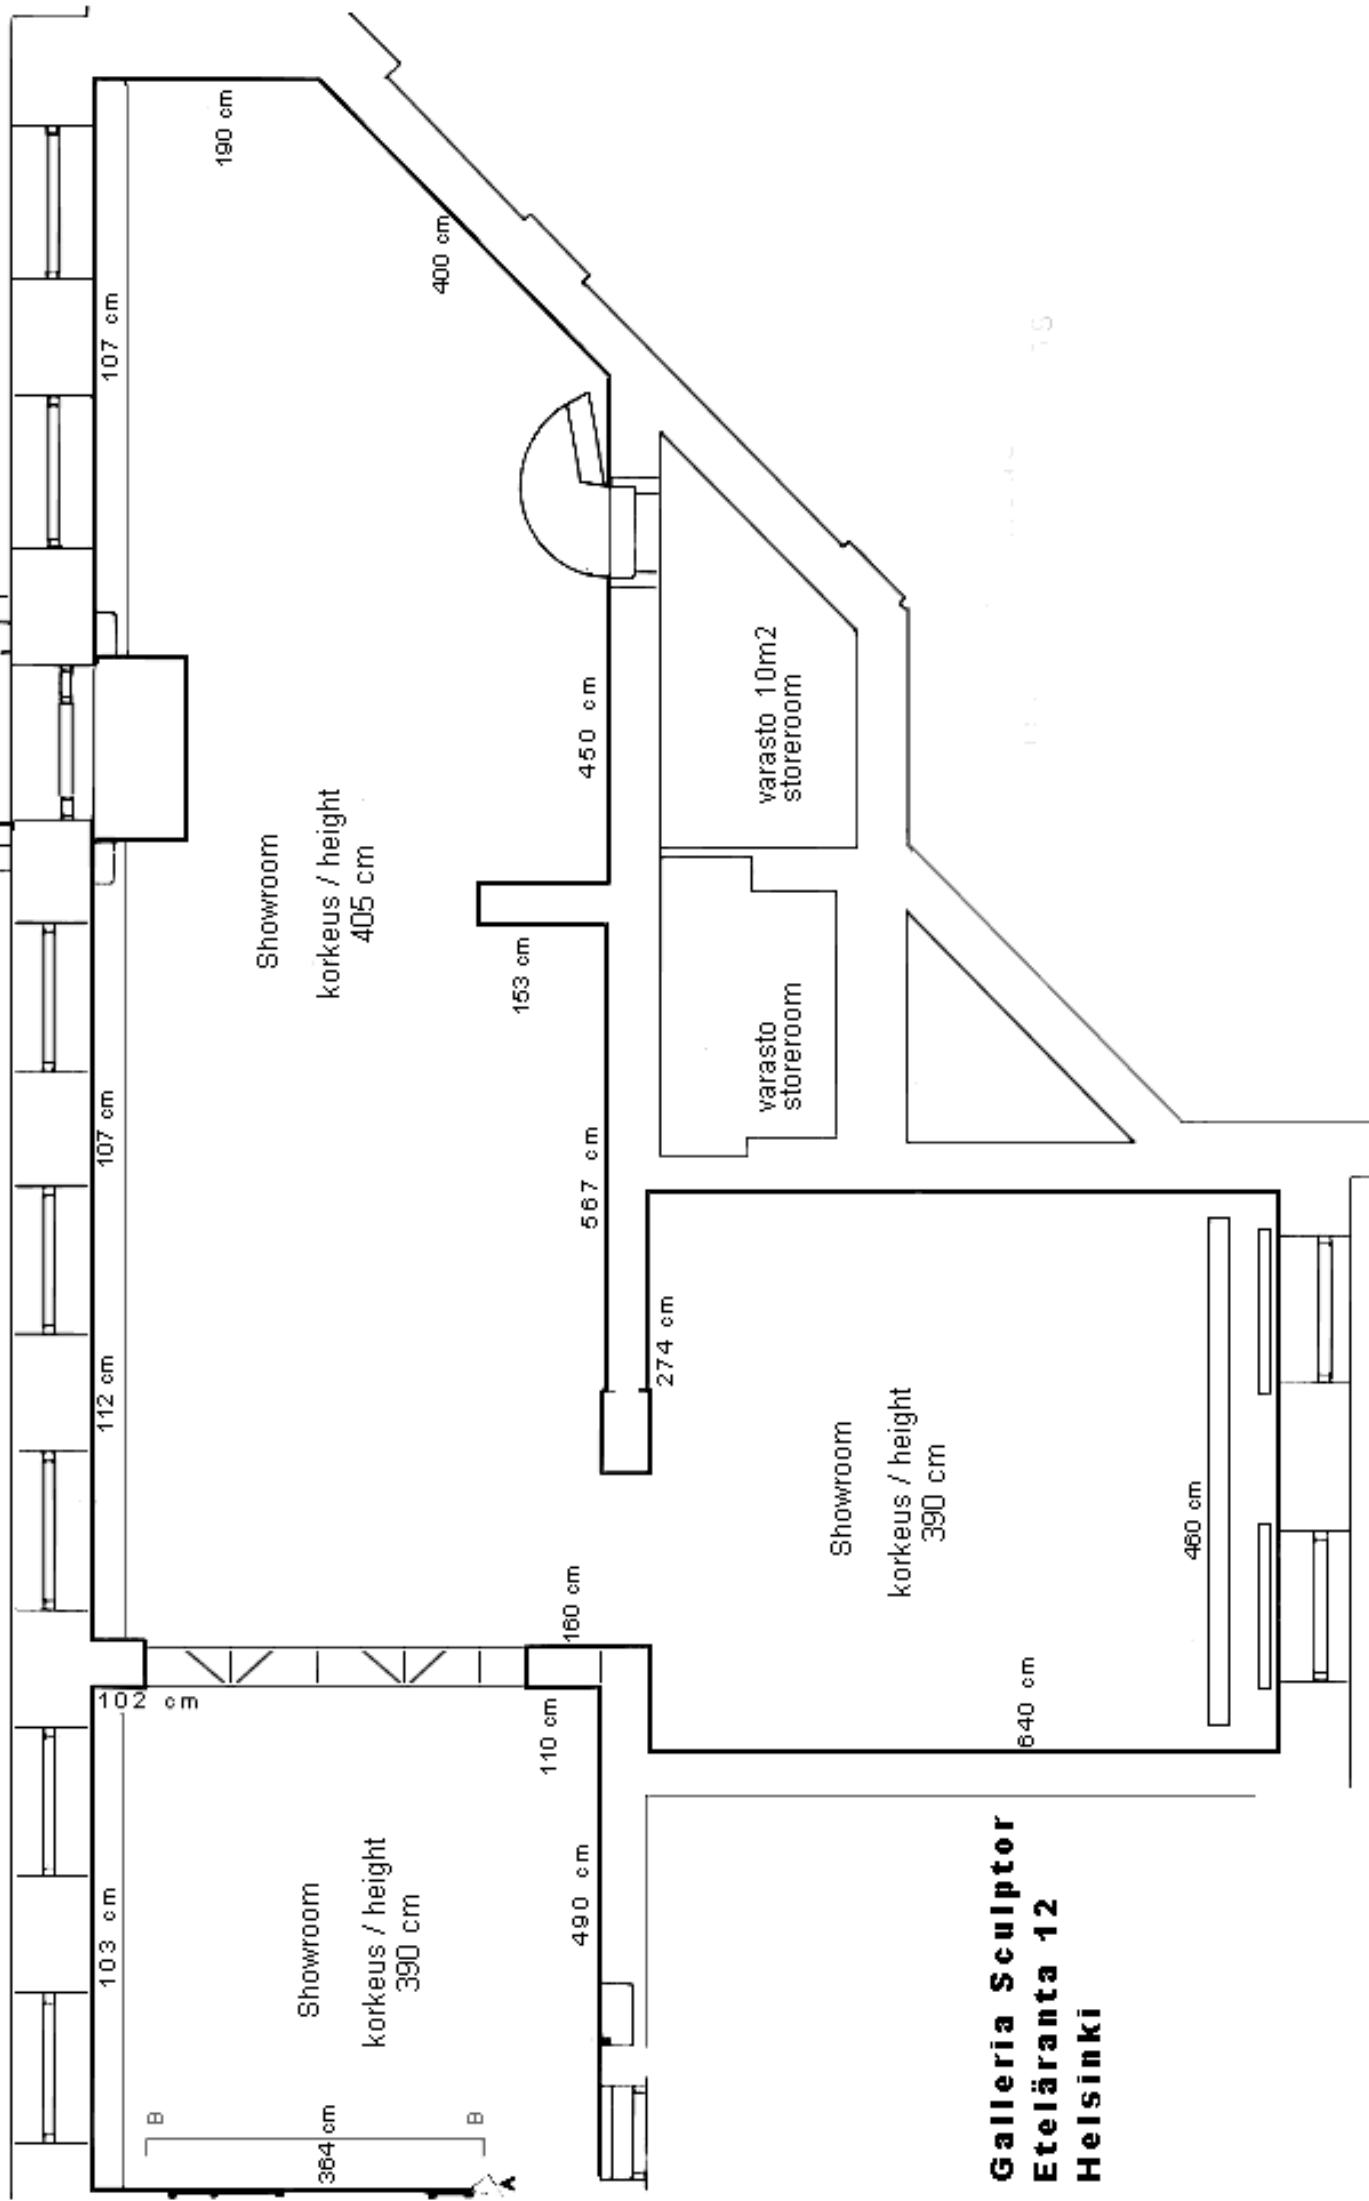 190 cm
400 cm
107 cm
Showroom
korkeus / height
405 cm
450 cm
varasto 10m2
storeroom
153 cm
varasto
storeroom
107 cm
567 cm
112 cm
274 cm
Showroom
korkeus / height
390 cm
460 cm
160 cm
640 cm
102 cm
110 cm
103 cm
Showroom
korkeus / height
390 cm
490 cm
B
B
364 cm
A
Galleria Sculptor
Eteläranta 12
Helsinki